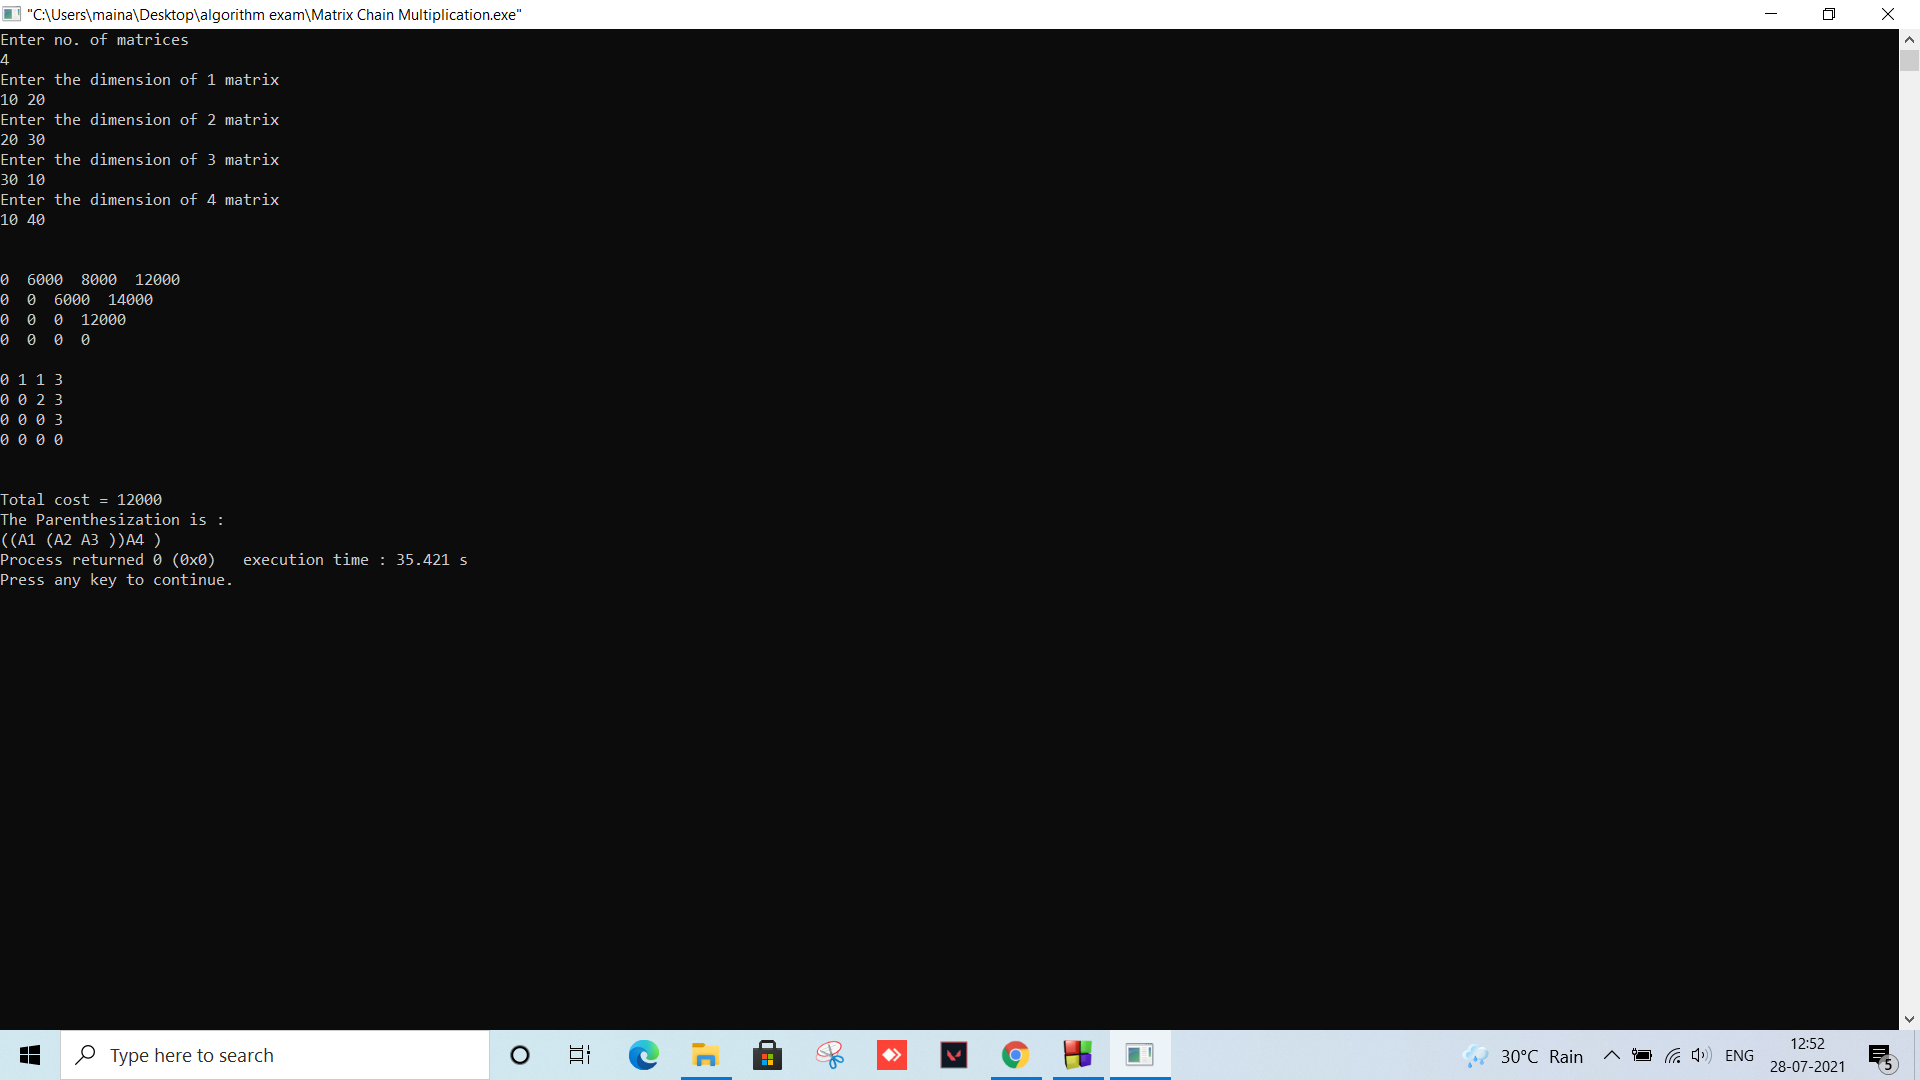 "C:\Users\maina\Desktop\algorithm exam\Matrix Chain Multiplication.exe"
Enter no. of matrices
4
Enter the dimension of 1 matrix
10 20
Enter the dimension of 2 matrix
20 30
Enter the dimension of 3 matrix
30 10
Enter the dimension of 4 matrix
10 40
0  6000  8000  12000
0  0  6000  14000
0  0  0  12000
0  0  0  0
0 1 1 3
0 0 2 3
0 0 0 3
0 0 0 0
Total cost = 12000
The Parenthesization is :
((A1 (A2 A3 ))A4 )
Process returned 0 (0x0)   execution time : 35.421 s
Press any key to continue.
Type here to search
30°C Rain
ENG
12:52
28-07-2021
5